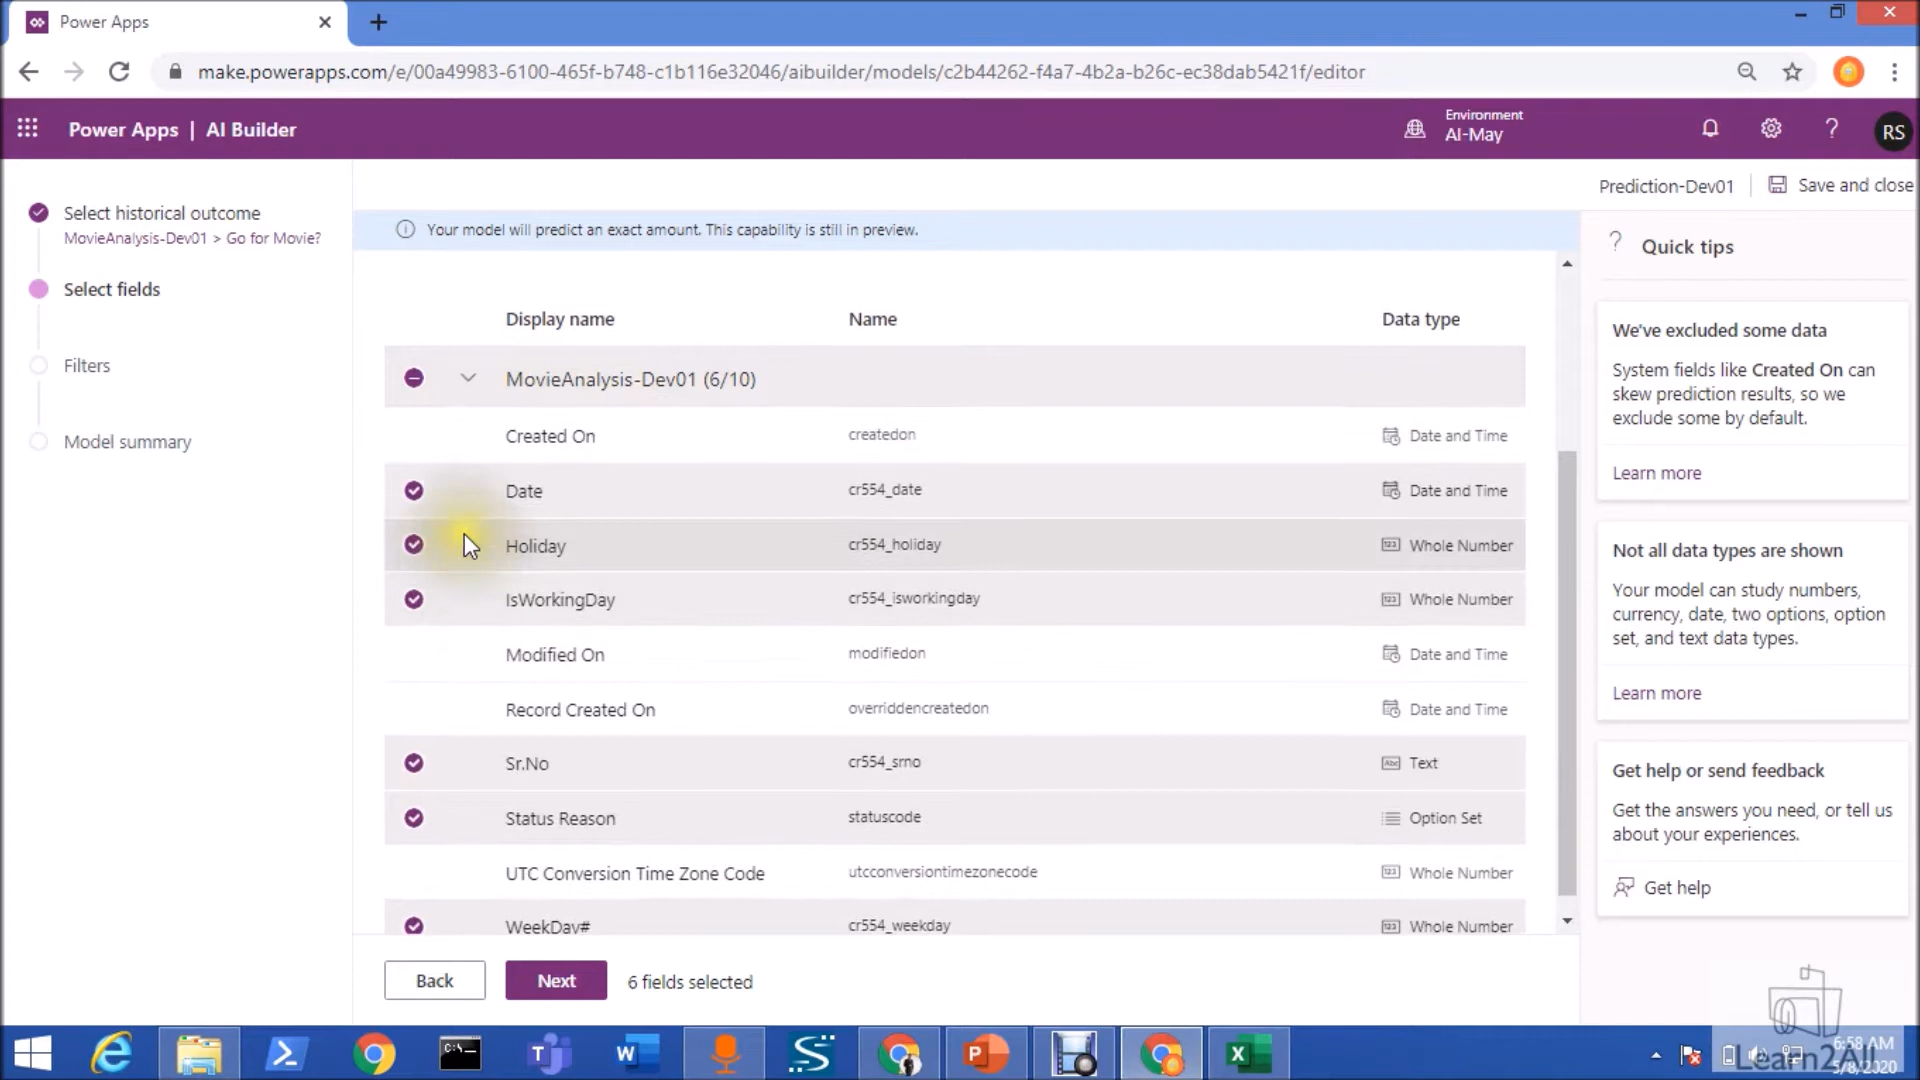 Power Apps
make.powerapps.com/e/00a49983-6100-465f-b748-c1b116e32046/aibuilder/models/c2b44262-f4a7-4b2a-b26c-ec38dab5421f/editor
Power Apps | AI Builder
Environment
AI-May
?
RS
Select historical outcome
MovieAnalysis-Dev01 > Go for Movie?
Select fields
Filters
Model summary
Prediction-Dev01
Save and close
Your model will predict an exact amount. This capability is still in preview.
Display name Name Data type
MovieAnalysis-Dev01 (6/10)
Created On createdon Date and Time
Date cr554_date Date and Time
Holiday cr554_holiday Whole Number
IsWorkingDay cr554_isworkingday Whole Number
Modified On modifiedon Date and Time
Record Created On overriddencreatedon Date and Time
Sr.No cr554_srno Abc Text
Status Reason statuscode Option Set
UTC Conversion Time Zone Code utcconversiontimezonecode Whole Number
WeekDay# cr554_weekday Whole Number
Back
Next
6 fields selected
? Quick tips
We've excluded some data
System fields like Created On can
skew prediction results, so we
exclude some by default.
Learn more
Not all data types are shown
Your model can study numbers,
currency, date, two options, option
set, and text data types.
Learn more
Get help or send feedback
Get the answers you need, or tell us
about your experiences.
Get help
6:58 AM
5/8/2020
Learn2All